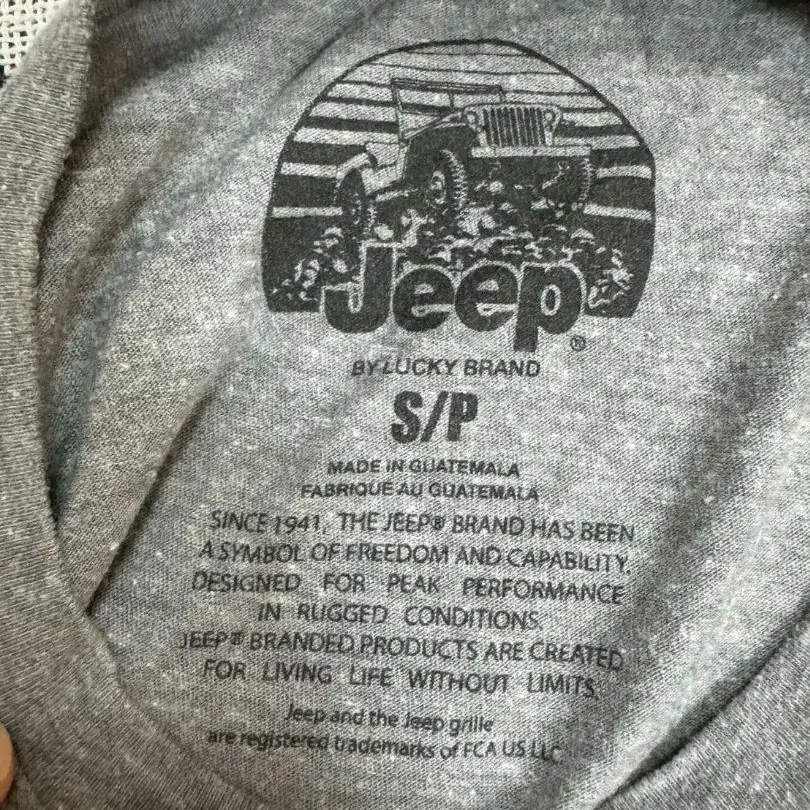 Jeep®
BY LUCKY BRAND
S/P
MADE IN GUATEMALA
FABRIQUE AU GUATEMALA
SINCE 1941, THE JEEP® BRAND HAS BEEN
A SYMBOL OF FREEDOM AND CAPABILITY.
DESIGNED FOR PEAK PERFORMANCE
IN RUGGED CONDITIONS.
JEEP® BRANDED PRODUCTS ARE CREATED
FOR LIVING LIFE WITHOUT LIMITS.
Jeep and the Jeep grille
are registered trademarks of FCA US LLC